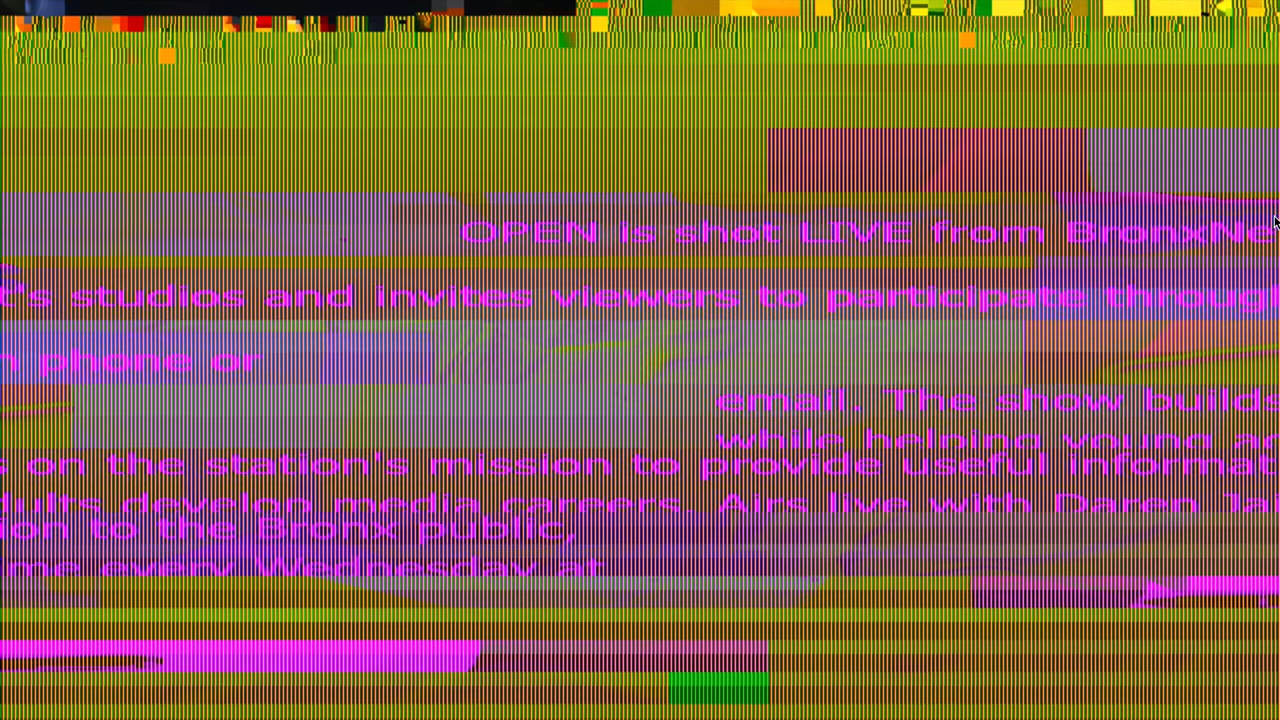 OPEN is shot LIVE from BronxNe
t's studios and invites viewers to participate throug
h phone or
email. The show builds
while helping young ad
s on the station's mission to provide useful informat
dults develop media careers. Airs live with Daren Jai
ion to the Bronx public,
me every Wednesday at